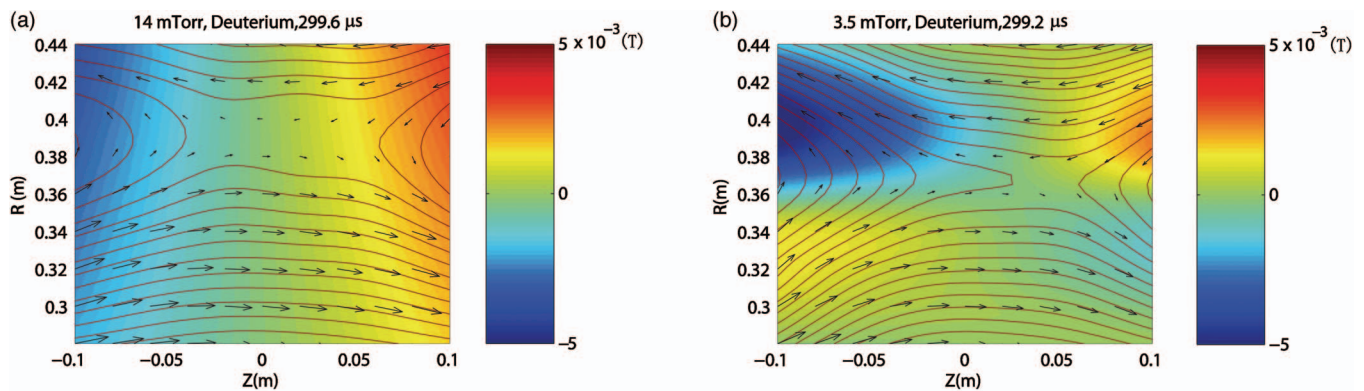 (a) 14 mTorr, Deuterium,299.6 µs
5 x 10⁻³ (T)
0.44
0.42
0.4
0.38
0.36
0.34
0.32
0.3
R (m)
0
−5
−0.1 −0.05 0 0.05 0.1
Z(m)
(b) 3.5 mTorr, Deuterium,299.2 µs
5 x 10⁻³ (T)
0.44
0.42
0.4
0.38
0.36
0.34
0.32
0.3
R(m)
0
−5
−0.1 −0.05 0 0.05 0.1
Z(m)